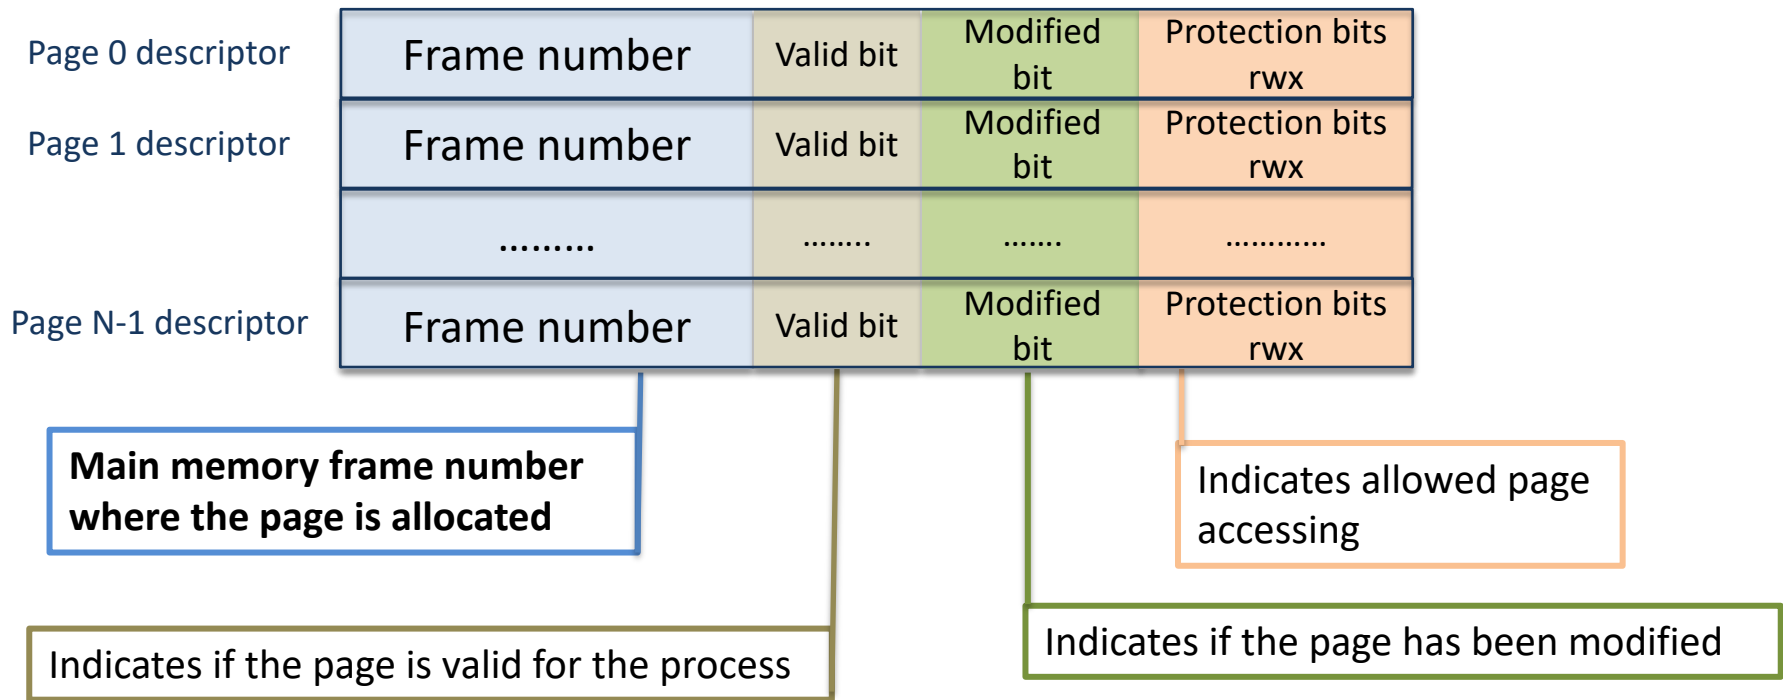 Page 0 descriptor
Frame number
Valid bit
Modified
bit
Protection bits
rwx
Page 1 descriptor
Frame number
Valid bit
Modified
bit
Protection bits
rwx
………
……..
…….
…………
Page N-1 descriptor
Frame number
Valid bit
Modified
bit
Protection bits
rwx
Main memory frame number
where the page is allocated
Indicates allowed page
accessing
Indicates if the page is valid for the process
Indicates if the page has been modified